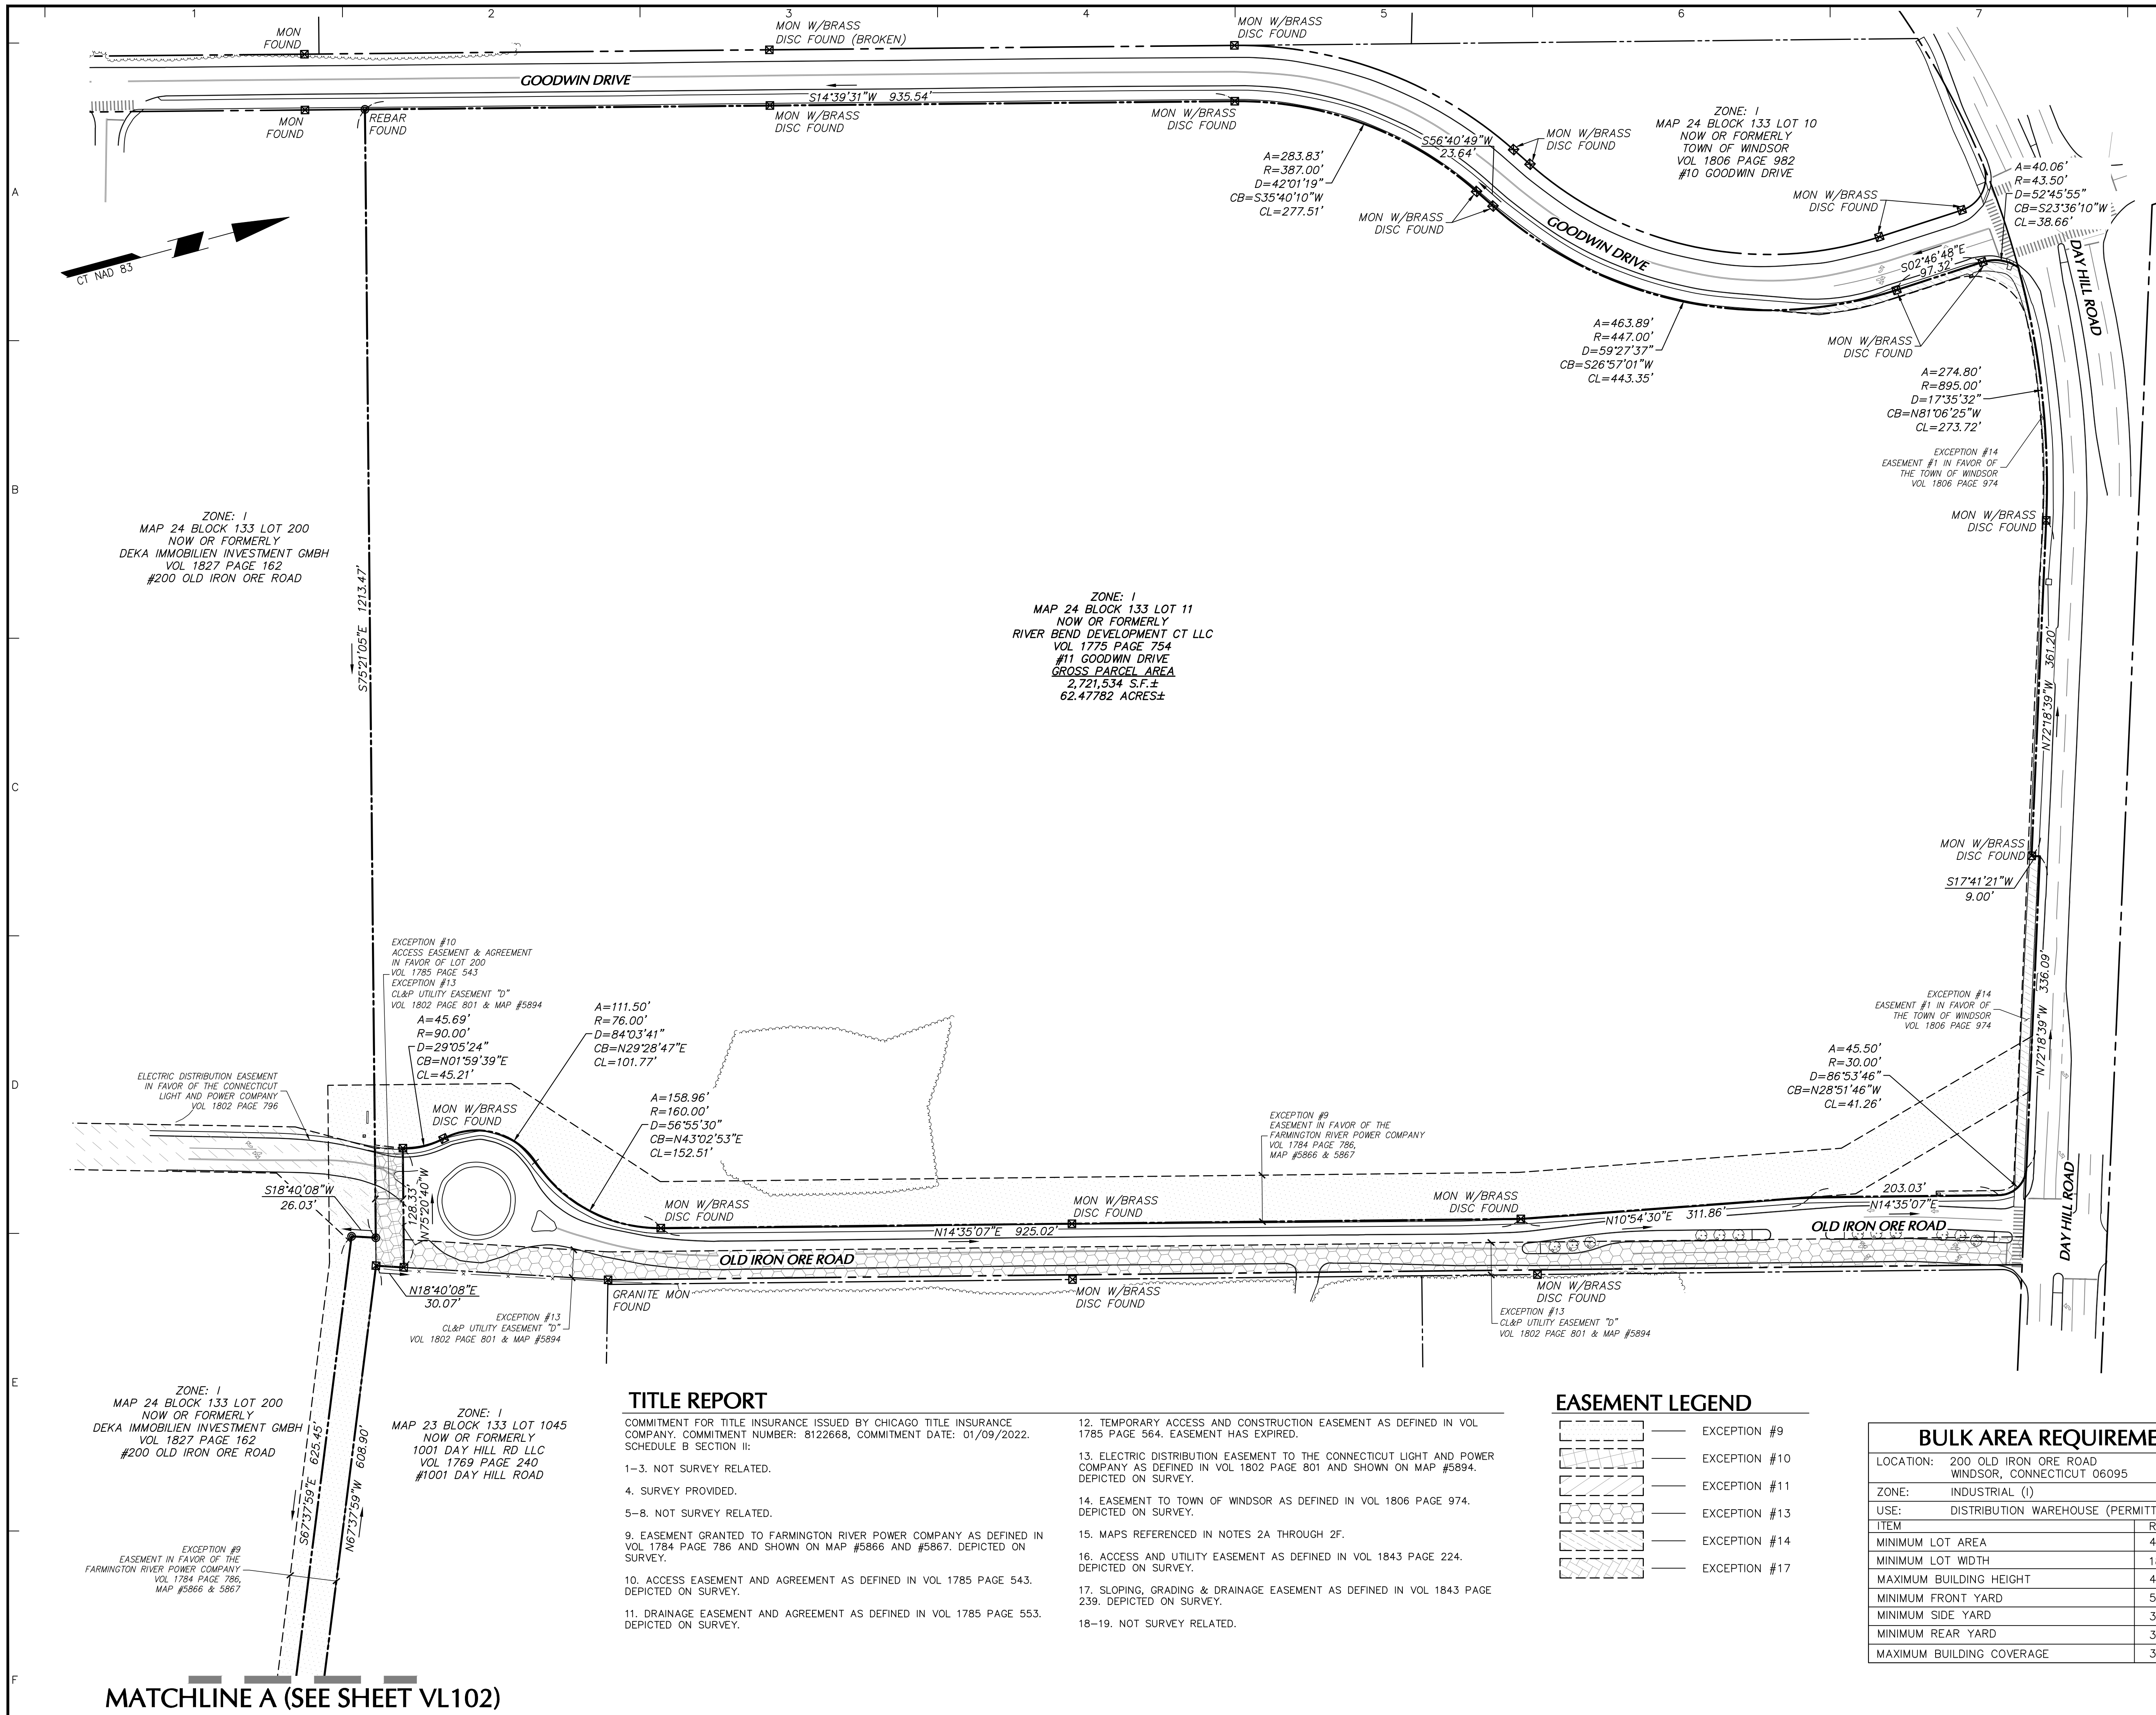 1
2
3
4
5
6
7
A
B
C
D
E
F
MON
FOUND
MON W/BRASS
DISC FOUND (BROKEN)
MON W/BRASS
DISC FOUND
GOODWIN DRIVE
S14°39'31"W 935.54'
MON
FOUND
REBAR
FOUND
MON W/BRASS
DISC FOUND
MON W/BRASS
DISC FOUND
CT NAD 83
A=283.83'
R=387.00'
D=42°01'19"
CB=S35°40'10"W
CL=277.51'
S56°40'49"W
23.64'
MON W/BRASS
DISC FOUND
MON W/BRASS
DISC FOUND
GOODWIN DRIVE
ZONE: I
MAP 24 BLOCK 133 LOT 10
NOW OR FORMERLY
TOWN OF WINDSOR
VOL 1806 PAGE 982
#10 GOODWIN DRIVE
MON W/BRASS
DISC FOUND
A=40.06'
R=43.50'
D=52°45'55"
CB=S23°36'10"W
CL=38.66'
S02°46'48"E
97.32'
DAY HILL ROAD
A=463.89'
R=447.00'
D=59°27'37"
CB=S26°57'01"W
CL=443.35'
MON W/BRASS
DISC FOUND
A=274.80'
R=895.00'
D=17°35'32"
CB=N81°06'25"W
CL=273.72'
EXCEPTION #14
EASEMENT #1 IN FAVOR OF
THE TOWN OF WINDSOR
VOL 1806 PAGE 974
MON W/BRASS
DISC FOUND
ZONE: I
MAP 24 BLOCK 133 LOT 200
NOW OR FORMERLY
DEKA IMMOBILIEN INVESTMENT GMBH
VOL 1827 PAGE 162
#200 OLD IRON ORE ROAD
S75°21'05"E 1213.47'
ZONE: I
MAP 24 BLOCK 133 LOT 11
NOW OR FORMERLY
RIVER BEND DEVELOPMENT CT LLC
VOL 1775 PAGE 754
#11 GOODWIN DRIVE
GROSS PARCEL AREA
2,721,534 S.F.±
62.47782 ACRES±
N72°18'39"W 361.20'
MON W/BRASS
DISC FOUND
S17°41'21"W
9.00'
N72°18'39"W 336.09'
EXCEPTION #14
EASEMENT #1 IN FAVOR OF
THE TOWN OF WINDSOR
VOL 1806 PAGE 974
EXCEPTION #10
ACCESS EASEMENT & AGREEMENT
IN FAVOR OF LOT 200
VOL 1785 PAGE 543
EXCEPTION #13
CL&P UTILITY EASEMENT "D"
VOL 1802 PAGE 801 & MAP #5894
A=45.69'
R=90.00'
D=29°05'24"
CB=N01°59'39"E
CL=45.21'
A=111.50'
R=76.00'
D=84°03'41"
CB=N29°28'47"E
CL=101.77'
A=158.96'
R=160.00'
D=56°55'30"
CB=N43°02'53"E
CL=152.51'
A=45.50'
R=30.00'
D=86°53'46"
CB=N28°51'46"W
CL=41.26'
ELECTRIC DISTRIBUTION EASEMENT
IN FAVOR OF THE CONNECTICUT
LIGHT AND POWER COMPANY
VOL 1802 PAGE 796
MON W/BRASS
DISC FOUND
EXCEPTION #9
EASEMENT IN FAVOR OF THE
FARMINGTON RIVER POWER COMPANY
VOL 1784 PAGE 786,
MAP #5866 & 5867
S18°40'08"W
26.03'
128.33'
N75°20'40"W
MON W/BRASS
DISC FOUND
MON W/BRASS
DISC FOUND
MON W/BRASS
DISC FOUND
203.03'
N14°35'07"E
N14°35'07"E 925.02'
N10°54'30"E 311.86'
OLD IRON ORE ROAD
OLD IRON ORE ROAD
DAY HILL ROAD
N18°40'08"E
30.07'
GRANITE MON
FOUND
MON W/BRASS
DISC FOUND
MON W/BRASS
DISC FOUND
EXCEPTION #13
CL&P UTILITY EASEMENT "D"
VOL 1802 PAGE 801 & MAP #5894
EXCEPTION #13
CL&P UTILITY EASEMENT "D"
VOL 1802 PAGE 801 & MAP #5894
ZONE: I
MAP 24 BLOCK 133 LOT 200
NOW OR FORMERLY
DEKA IMMOBILIEN INVESTMENT GMBH
VOL 1827 PAGE 162
#200 OLD IRON ORE ROAD
S67°37'59"E 625.45'
N67°37'59"W 608.90'
ZONE: I
MAP 23 BLOCK 133 LOT 1045
NOW OR FORMERLY
1001 DAY HILL RD LLC
VOL 1769 PAGE 240
#1001 DAY HILL ROAD
EXCEPTION #9
EASEMENT IN FAVOR OF THE
FARMINGTON RIVER POWER COMPANY
VOL 1784 PAGE 786,
MAP #5866 & 5867
MATCHLINE A (SEE SHEET VL102)
TITLE REPORT
COMMITMENT FOR TITLE INSURANCE ISSUED BY CHICAGO TITLE INSURANCE
COMPANY. COMMITMENT NUMBER: 8122668, COMMITMENT DATE: 01/09/2022.
SCHEDULE B SECTION II:
1-3. NOT SURVEY RELATED.
4. SURVEY PROVIDED.
5-8. NOT SURVEY RELATED.
9. EASEMENT GRANTED TO FARMINGTON RIVER POWER COMPANY AS DEFINED IN
VOL 1784 PAGE 786 AND SHOWN ON MAP #5866 AND #5867. DEPICTED ON
SURVEY.
10. ACCESS EASEMENT AND AGREEMENT AS DEFINED IN VOL 1785 PAGE 543.
DEPICTED ON SURVEY.
11. DRAINAGE EASEMENT AND AGREEMENT AS DEFINED IN VOL 1785 PAGE 553.
DEPICTED ON SURVEY.
12. TEMPORARY ACCESS AND CONSTRUCTION EASEMENT AS DEFINED IN VOL
1785 PAGE 564. EASEMENT HAS EXPIRED.
13. ELECTRIC DISTRIBUTION EASEMENT TO THE CONNECTICUT LIGHT AND POWER
COMPANY AS DEFINED IN VOL 1802 PAGE 801 AND SHOWN ON MAP #5894.
DEPICTED ON SURVEY.
14. EASEMENT TO TOWN OF WINDSOR AS DEFINED IN VOL 1806 PAGE 974.
DEPICTED ON SURVEY.
15. MAPS REFERENCED IN NOTES 2A THROUGH 2F.
16. ACCESS AND UTILITY EASEMENT AS DEFINED IN VOL 1843 PAGE 224.
DEPICTED ON SURVEY.
17. SLOPING, GRADING & DRAINAGE EASEMENT AS DEFINED IN VOL 1843 PAGE
239. DEPICTED ON SURVEY.
18-19. NOT SURVEY RELATED.
EASEMENT LEGEND
EXCEPTION #9
EXCEPTION #10
EXCEPTION #11
EXCEPTION #13
EXCEPTION #14
EXCEPTION #17
BULK AREA REQUIREME
LOCATION: 200 OLD IRON ORE ROAD
WINDSOR, CONNECTICUT 06095
ZONE: INDUSTRIAL (I)
USE: DISTRIBUTION WAREHOUSE (PERMITT
ITEM R
MINIMUM LOT AREA 4
MINIMUM LOT WIDTH 1
MAXIMUM BUILDING HEIGHT 4
MINIMUM FRONT YARD 5
MINIMUM SIDE YARD 3
MINIMUM REAR YARD 3
MAXIMUM BUILDING COVERAGE 3